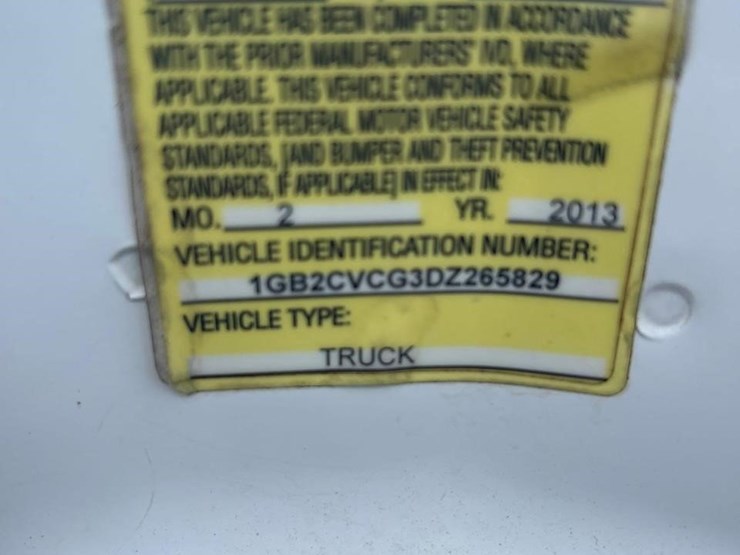 THIS VEHICLE HAS BEEN COMPLETED IN ACCORDANCE
WITH THE PRIOR MANUFACTURERS' IVD, WHERE
APPLICABLE. THIS VEHICLE CONFORMS TO ALL
APPLICABLE FEDERAL MOTOR VEHICLE SAFETY
STANDARDS, [AND BUMPER AND THEFT PREVENTION
STANDARDS, IF APPLICABLE] IN EFFECT IN:
MO. 2 YR. 2013
VEHICLE IDENTIFICATION NUMBER:
1GB2CVCG3DZ265829
VEHICLE TYPE:
TRUCK